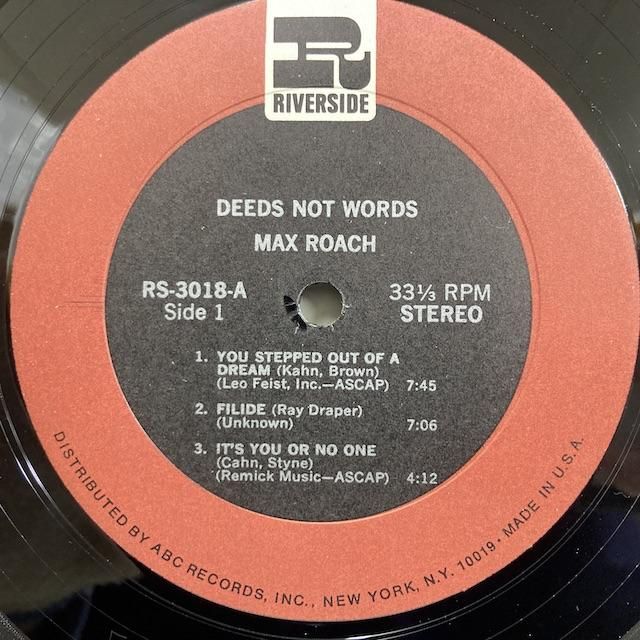 R
RIVERSIDE
DEEDS NOT WORDS
MAX ROACH
RS-3018-A
Side 1
33⅓ RPM
STEREO
1. YOU STEPPED OUT OF A
DREAM (Kahn, Brown)
(Leo Feist, Inc.—ASCAP) 7:45
2. FILIDE (Ray Draper)
(Unknown) 7:06
3. IT'S YOU OR NO ONE
(Cahn, Styne)
(Remick Music—ASCAP) 4:12
DISTRIBUTED BY ABC RECORDS, INC., NEW YORK, N.Y. 10019 • MADE IN U.S.A.